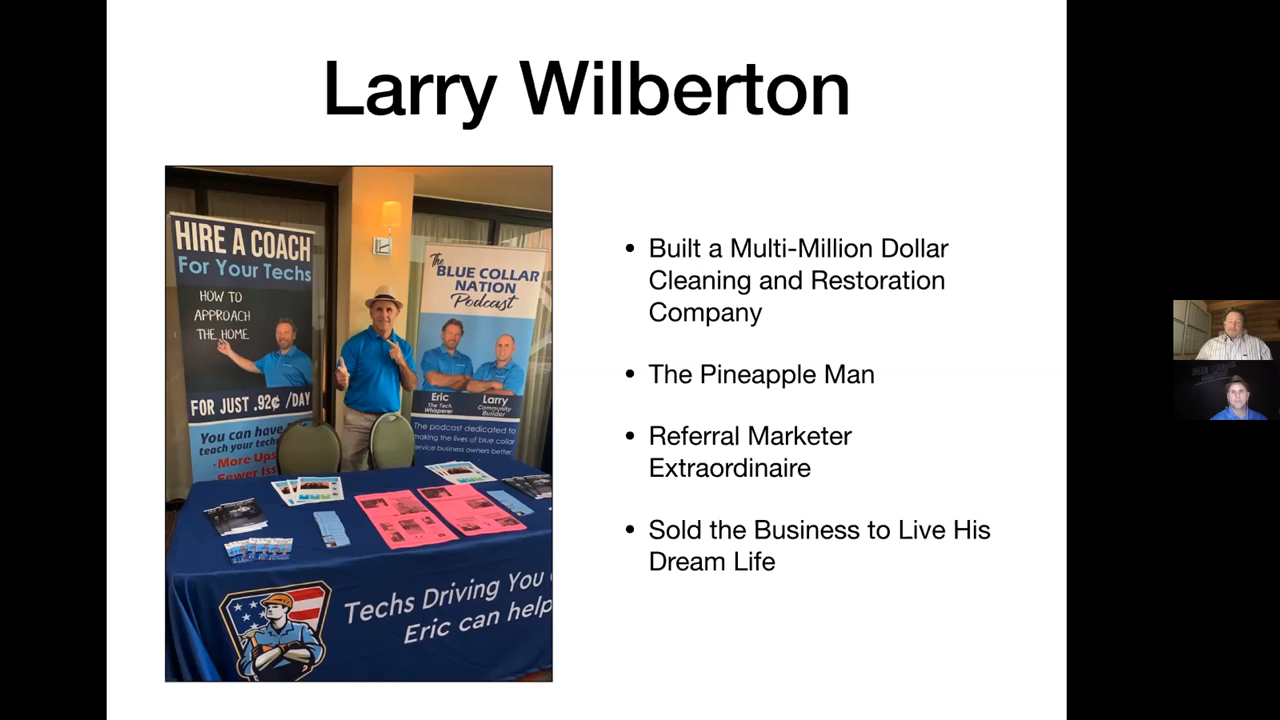 Larry Wilberton
HIRE A COACH
For Your Techs
HOW TO
APPROACH
THE HOME
FOR JUST .92¢ /DAY
You can have
teach your
More
The
BLUE COLLAR
NATION
Podcast
Eric
The Tech
Whisperer
Larry
Community
Builder
The podcast dedicated to
making the lives of blue collar
service business owners better.
Techs Driving You
Eric can help
• Built a Multi-Million Dollar
Cleaning and Restoration
Company
• The Pineapple Man
• Referral Marketer
Extraordinaire
• Sold the Business to Live His
Dream Life